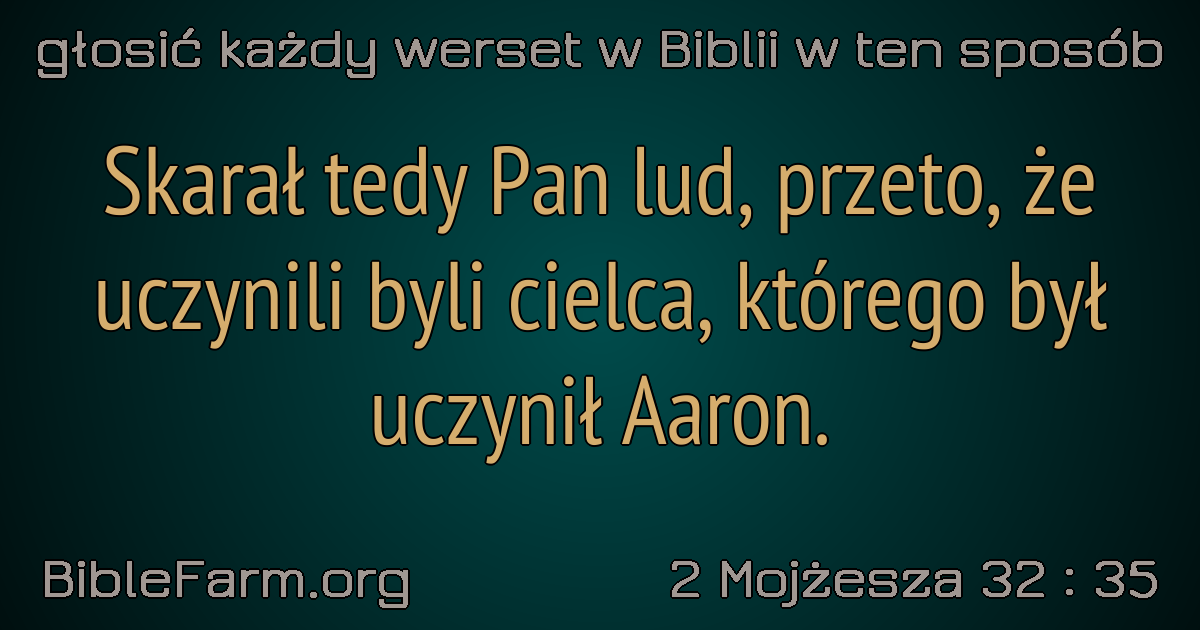 głosić każdy werset w Biblii w ten sposób
Skarał tedy Pan lud, przeto, że
uczynili byli cielca, którego był
uczynił Aaron.
BibleFarm.org
2 Mojżesza 32 : 35